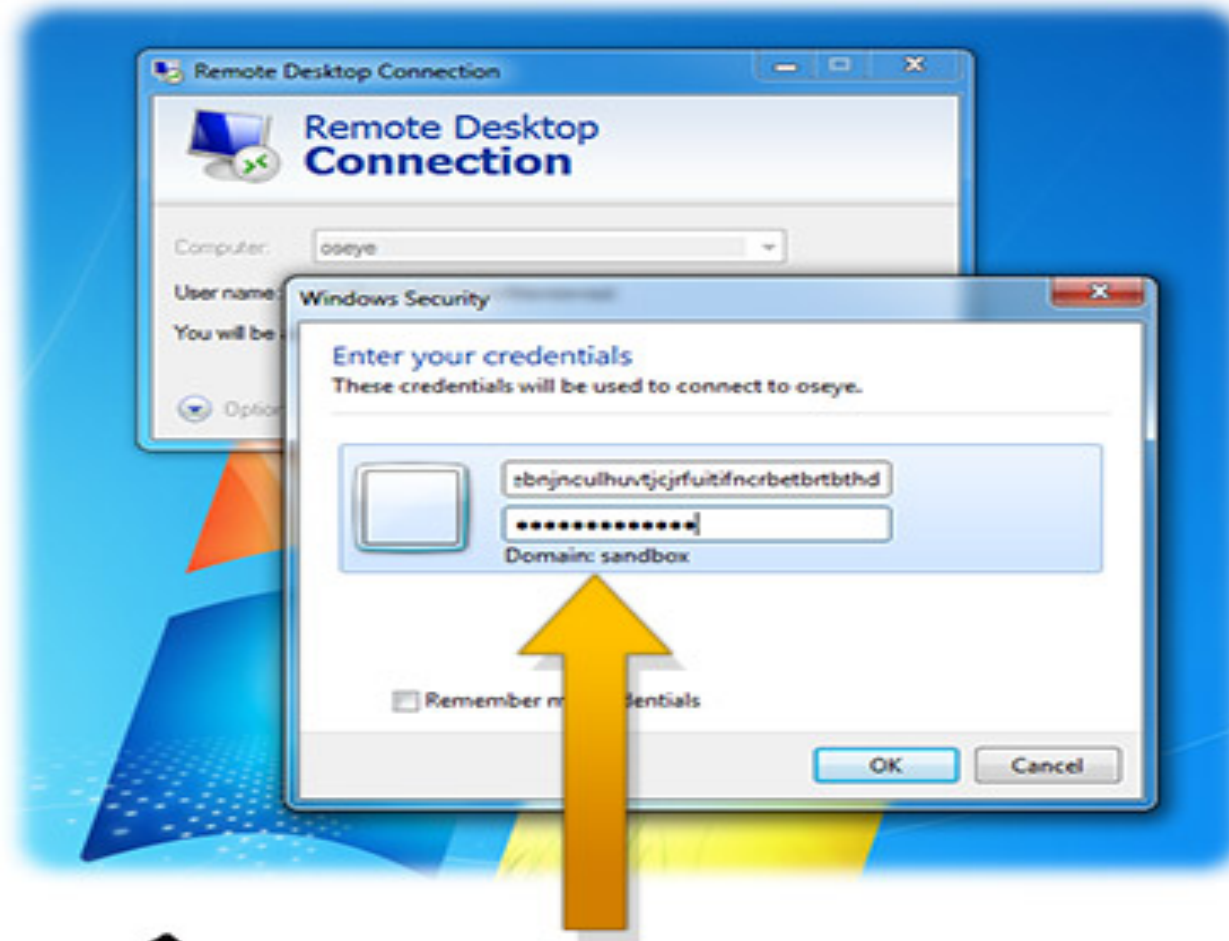 Remote Desktop Connection
Remote Desktop
Connection
Computer:
oseye
User name:
You will be
Windows Security
Enter your credentials
These credentials will be used to connect to oseye.
ebnjnculhuvtjcjrfuitifncrbetbrtbthd
Domain: sandbox
Remember
OK
Cancel